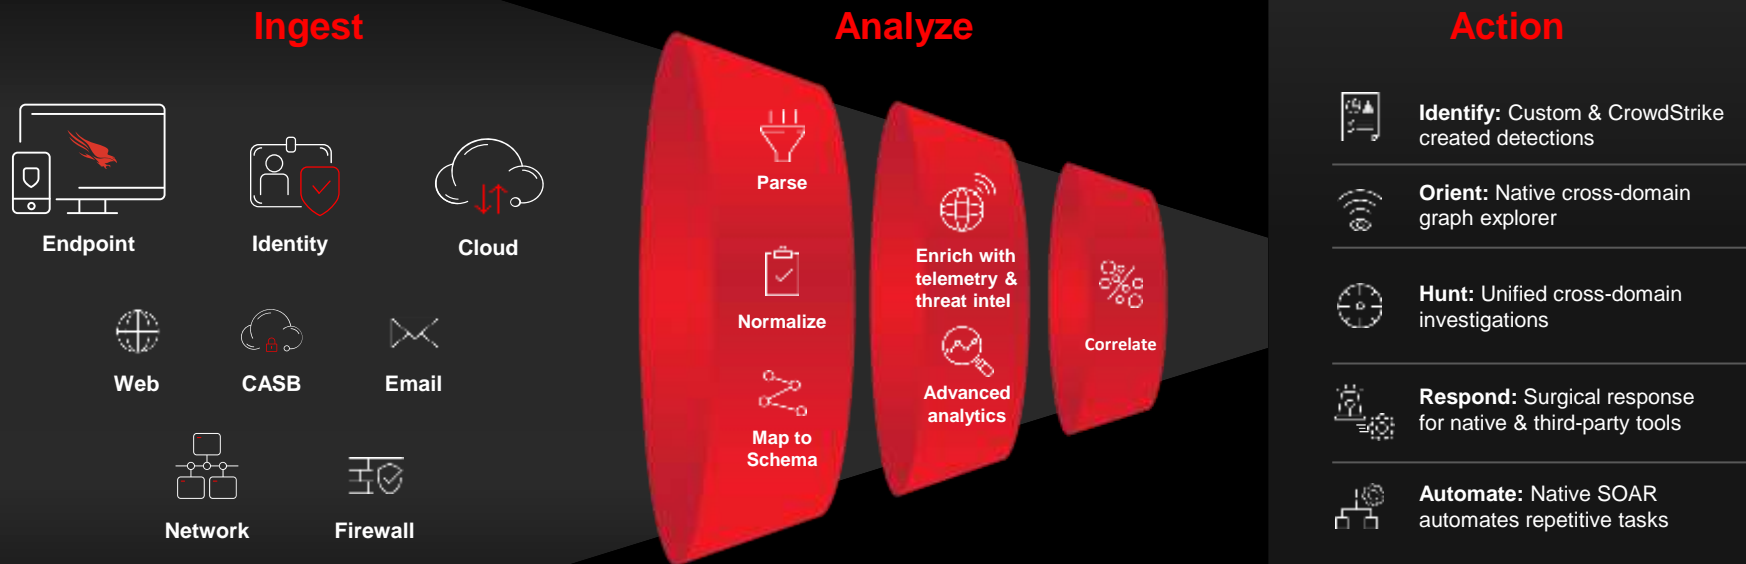 Ingest
Endpoint
Identity
Cloud
Web
CASB
Email
Network
Firewall
Analyze
Parse
Normalize
Map to
Schema
Enrich with
telemetry &
threat intel
Advanced
analytics
Correlate
Action
Identify: Custom & CrowdStrike
created detections
Orient: Native cross-domain
graph explorer
Hunt: Unified cross-domain
investigations
Respond: Surgical response
for native & third-party tools
Automate: Native SOAR
automates repetitive tasks